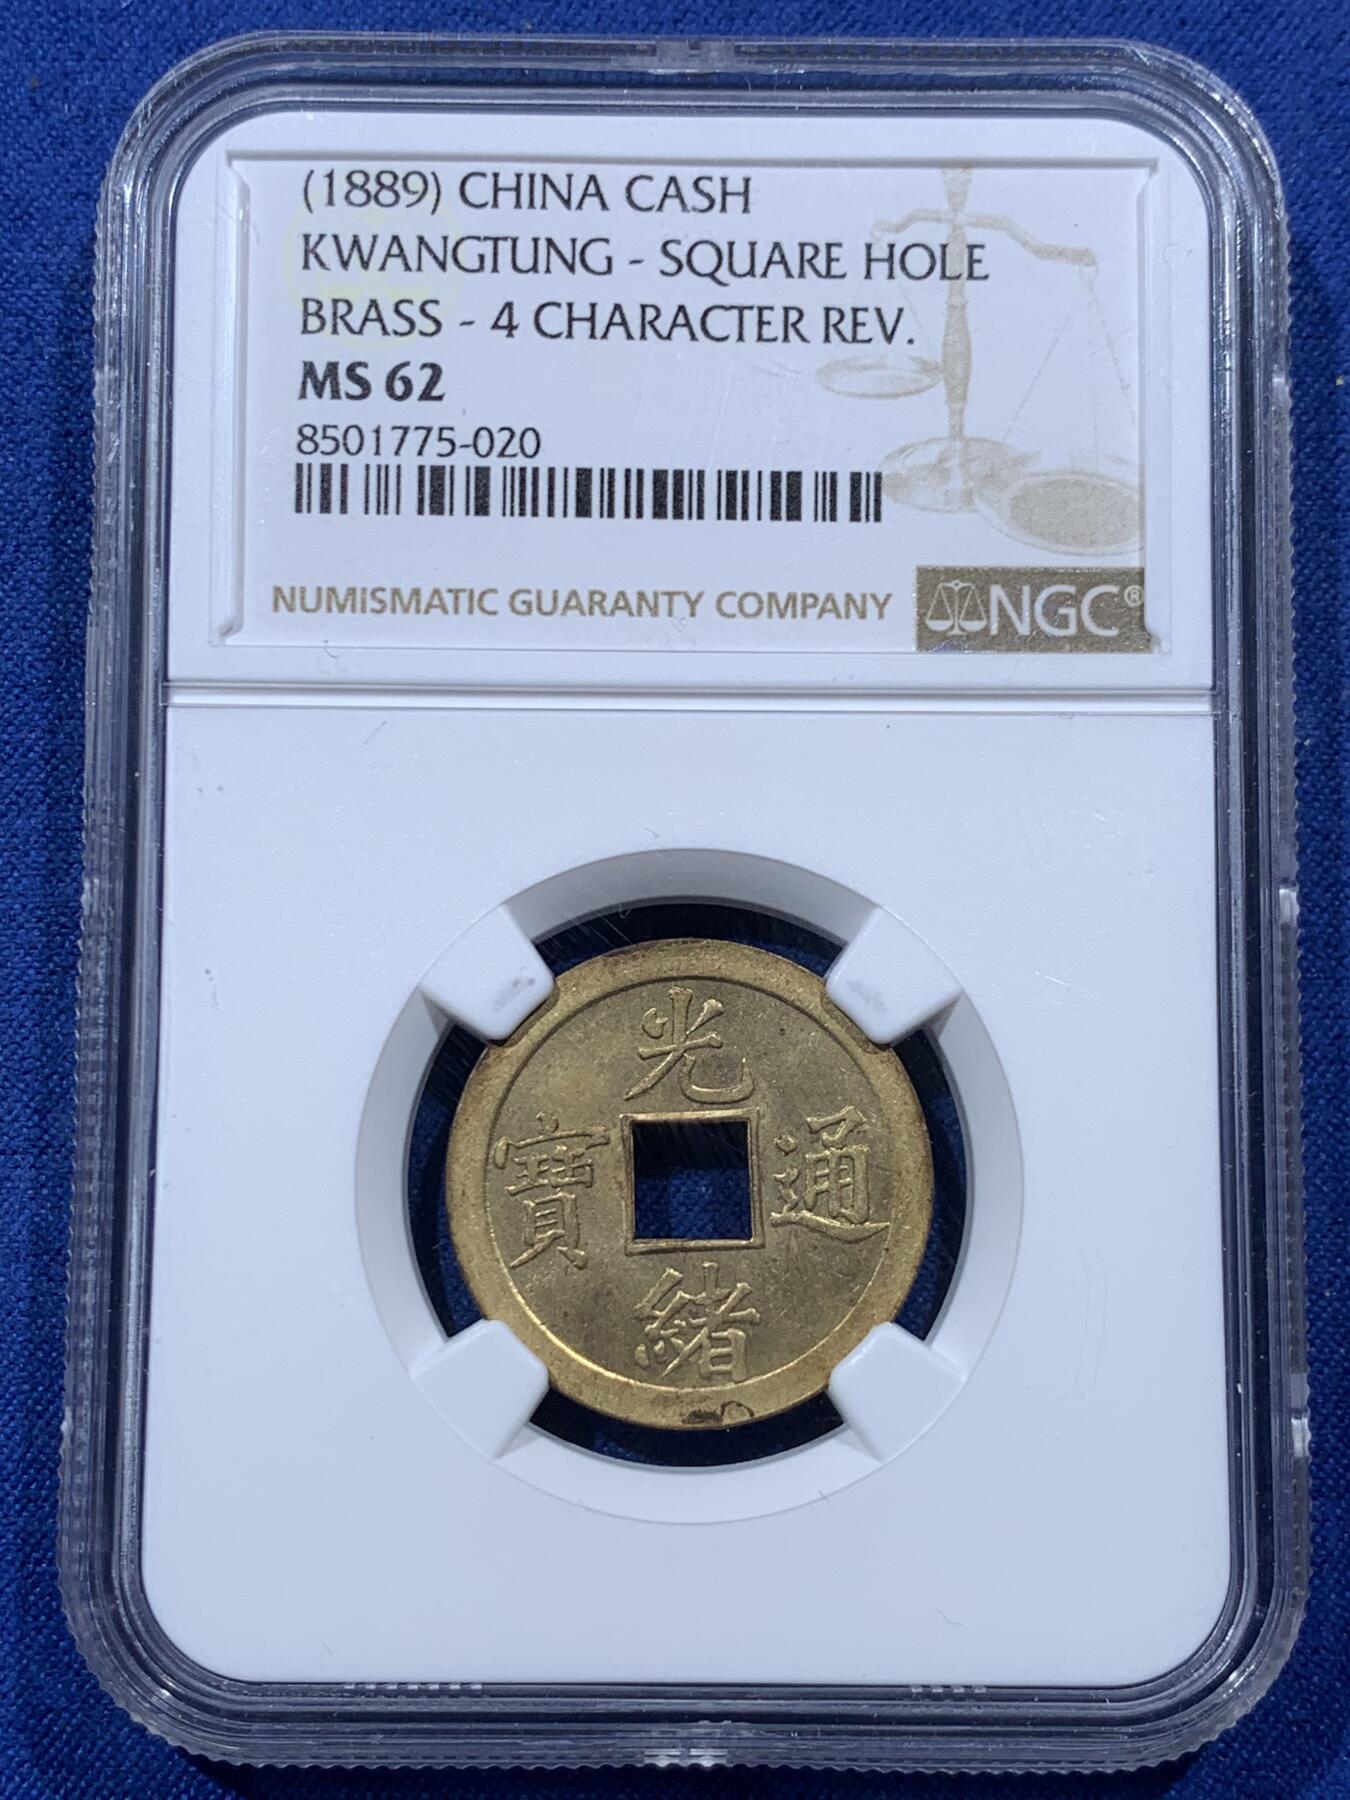 (1889) CHINA CASH
KWANGTUNG - SQUARE HOLE
BRASS - 4 CHARACTER REV.
MS 62
8501775-020
NUMISMATIC GUARANTY COMPANY
NGC®
光
寶 通
緒